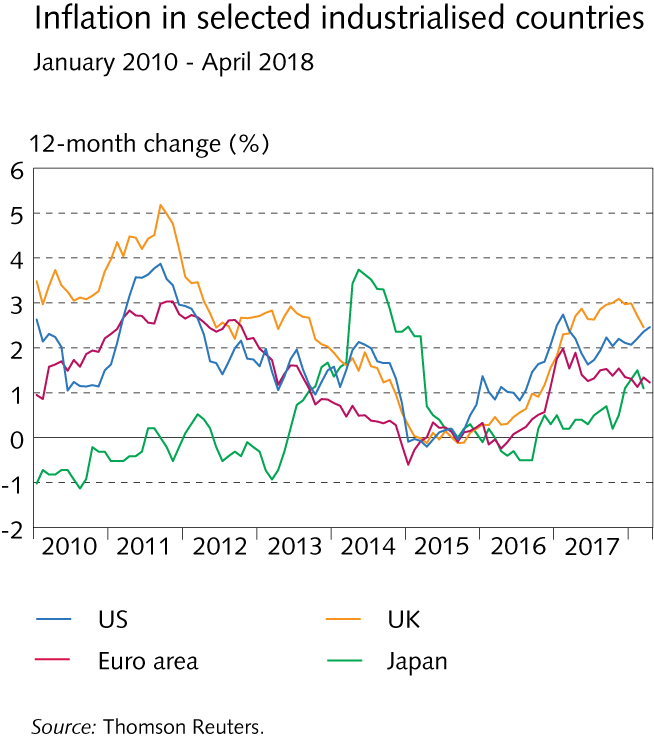 Inflation in selected industrialised countries
January 2010 - April 2018
12-month change (%)
6
5
4
3
2
1
0
-1
-2
2010 2011 2012 2013 2014 2015 2016 2017
US UK
Euro area Japan
Source: Thomson Reuters.